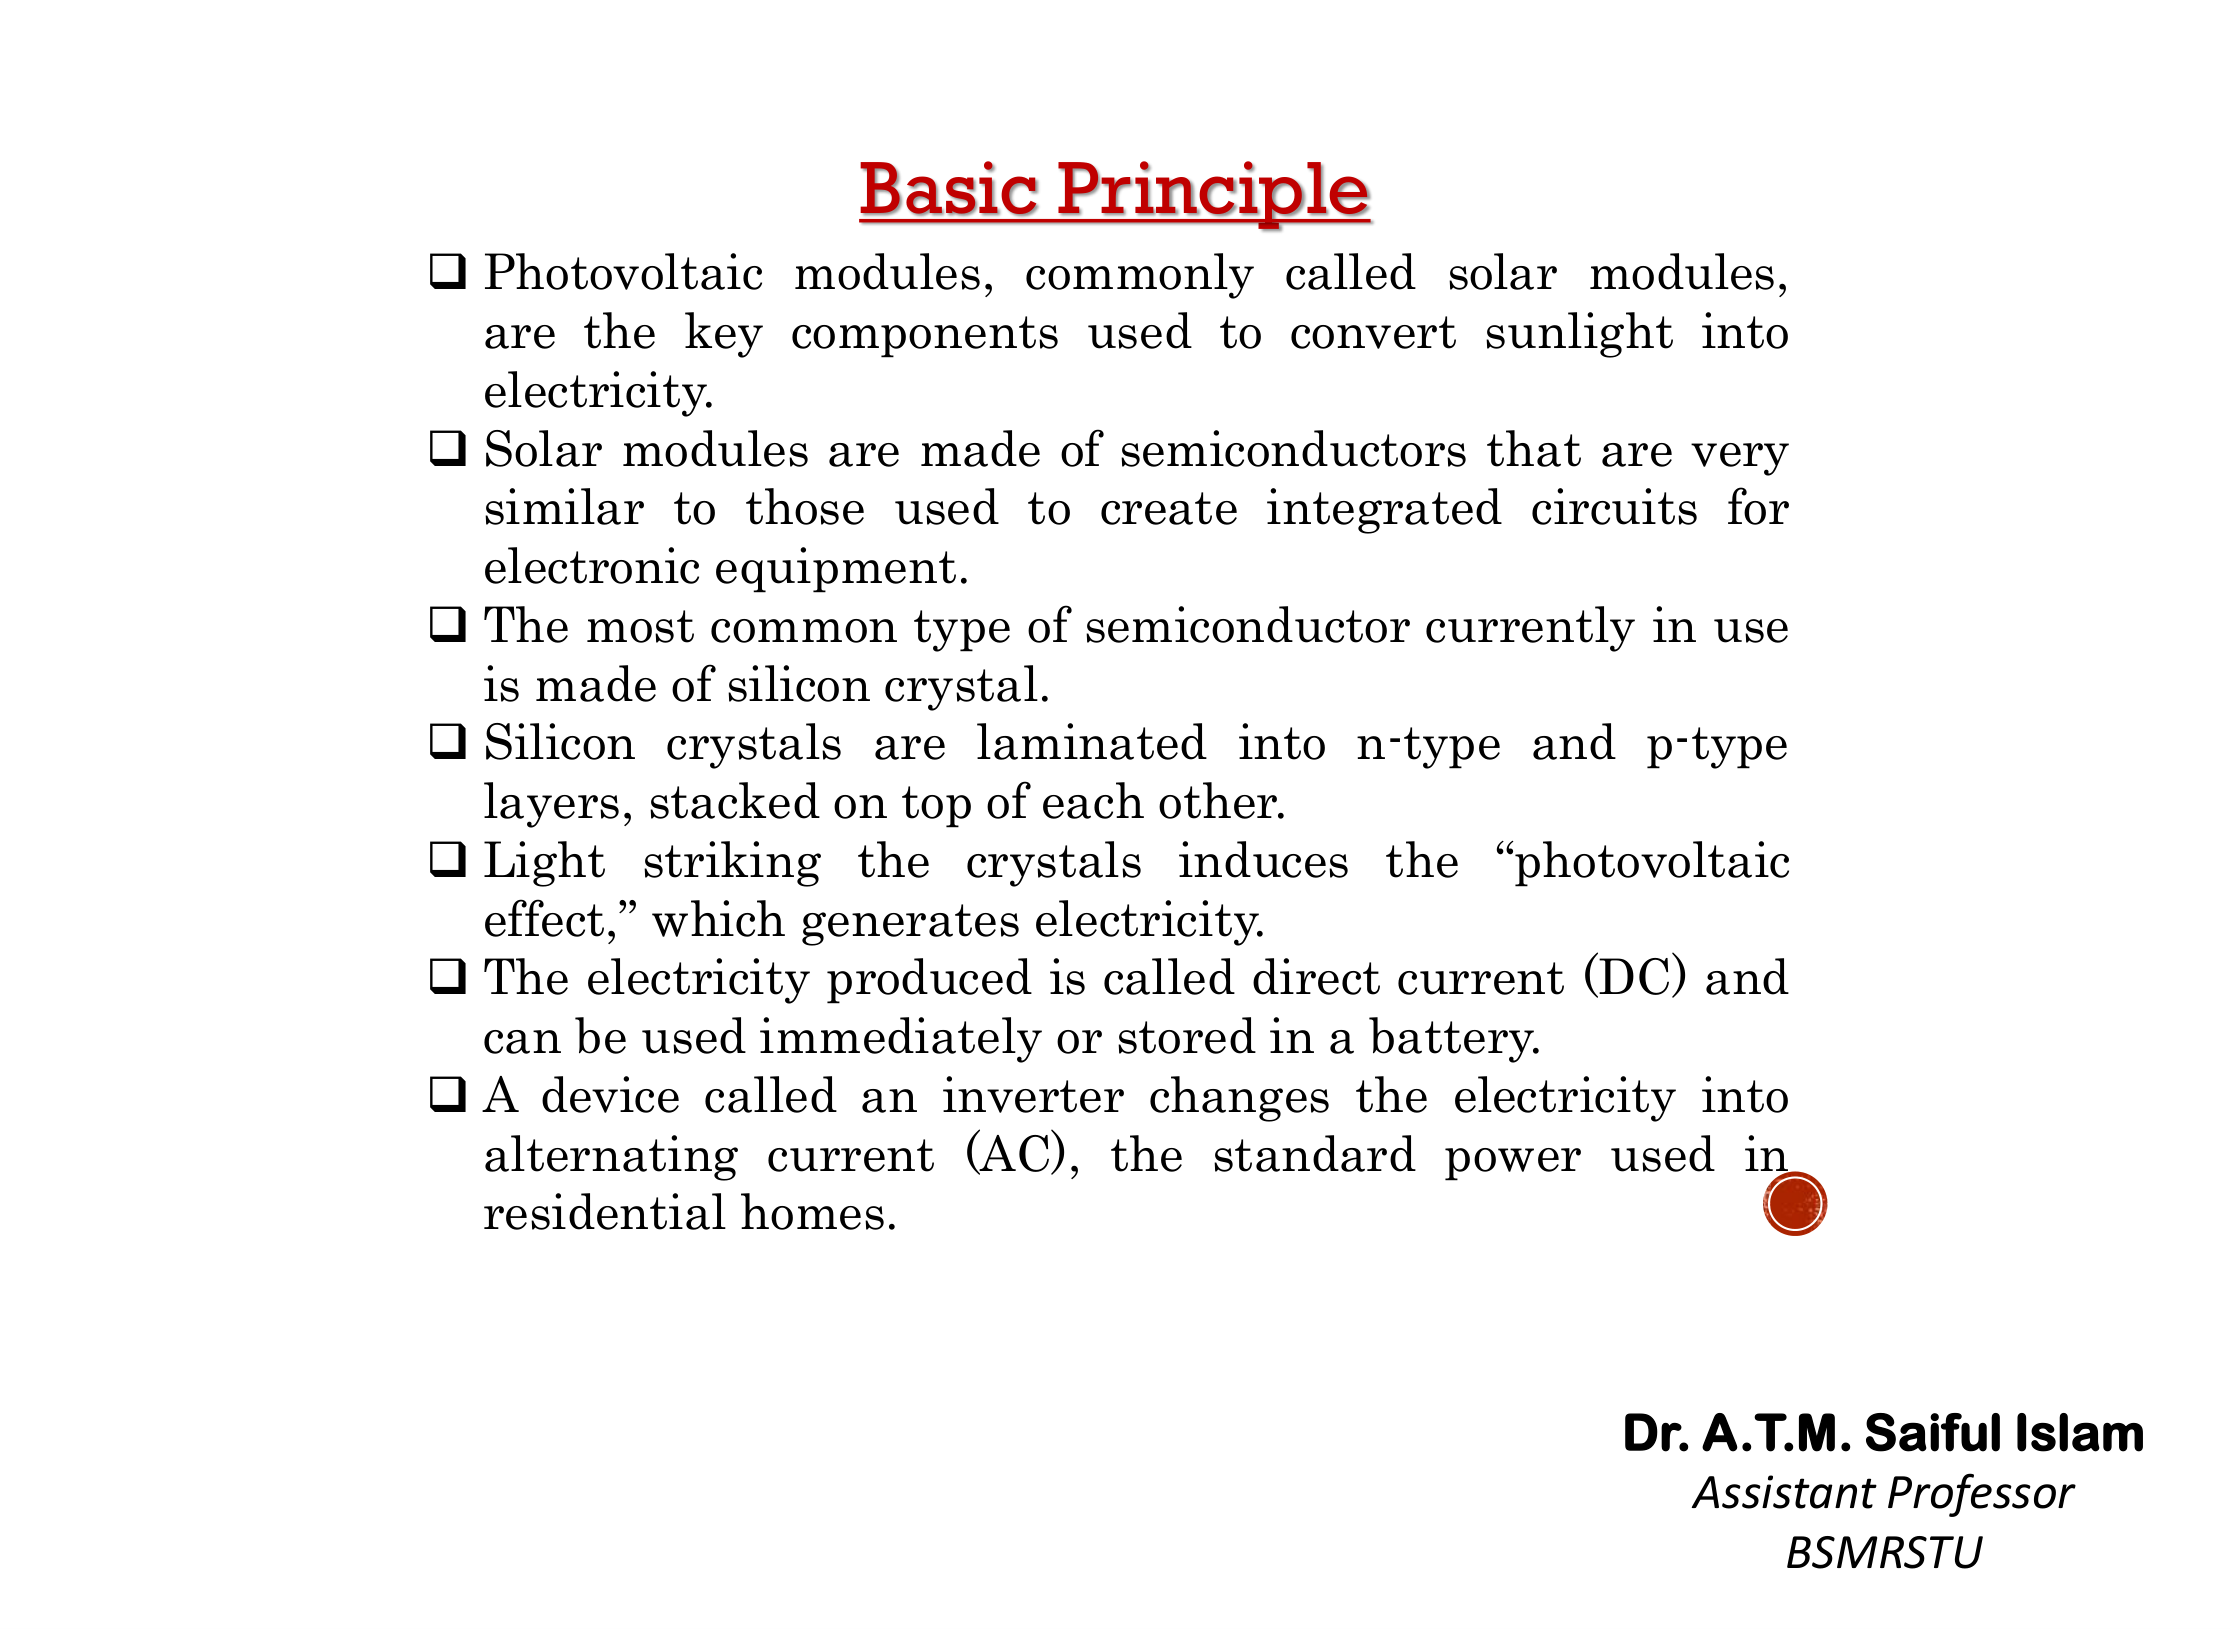 Basic Principle
❑ Photovoltaic modules, commonly called solar modules,
are the key components used to convert sunlight into
electricity.
❑ Solar modules are made of semiconductors that are very
similar to those used to create integrated circuits for
electronic equipment.
❑ The most common type of semiconductor currently in use
is made of silicon crystal.
❑ Silicon crystals are laminated into n-type and p-type
layers, stacked on top of each other.
❑ Light striking the crystals induces the “photovoltaic
effect,” which generates electricity.
❑ The electricity produced is called direct current (DC) and
can be used immediately or stored in a battery.
❑ A device called an inverter changes the electricity into
alternating current (AC), the standard power used in
residential homes.
Dr. A.T.M. Saiful Islam
Assistant Professor
BSMRSTU